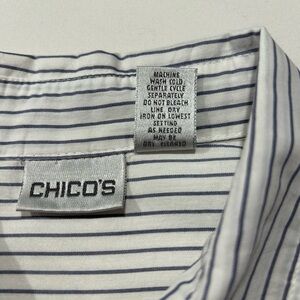 MACHINE
WASH COLD
GENTLE CYCLE
SEPARATELY
DO NOT BLEACH
LINE DRY
IRON ON LOWEST
SETTING
AS NEEDED
MAY BE
DRY CLEANED
CHICO'S